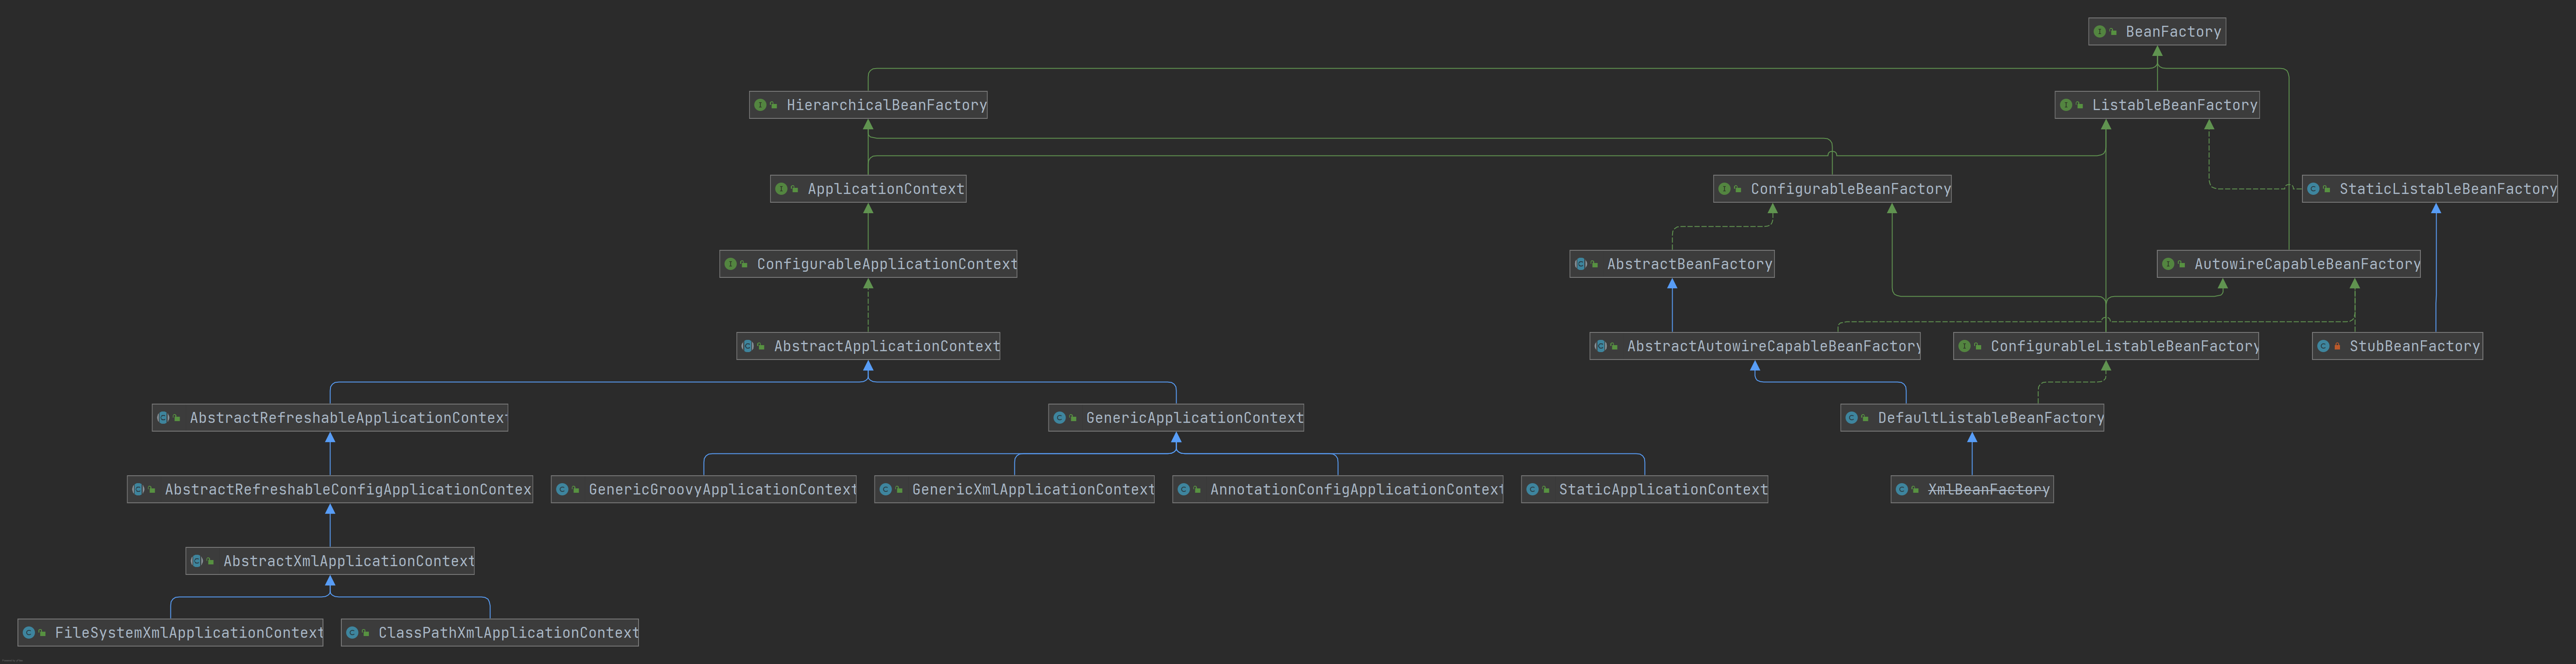 BeanFactory
HierarchicalBeanFactory
ListableBeanFactory
ApplicationContext
ConfigurableBeanFactory
StaticListableBeanFactory
ConfigurableApplicationContext
AbstractBeanFactory
AutowireCapableBeanFactory
AbstractApplicationContext
AbstractAutowireCapableBeanFactory
ConfigurableListableBeanFactory
StubBeanFactory
AbstractRefreshableApplicationContext
GenericApplicationContext
DefaultListableBeanFactory
AbstractRefreshableConfigApplicationContex
GenericGroovyApplicationContext
GenericXmlApplicationContext
AnnotationConfigApplicationContext
StaticApplicationContext
XmlBeanFactory
AbstractXmlApplicationContext
FileSystemXmlApplicationContext
ClassPathXmlApplicationContext